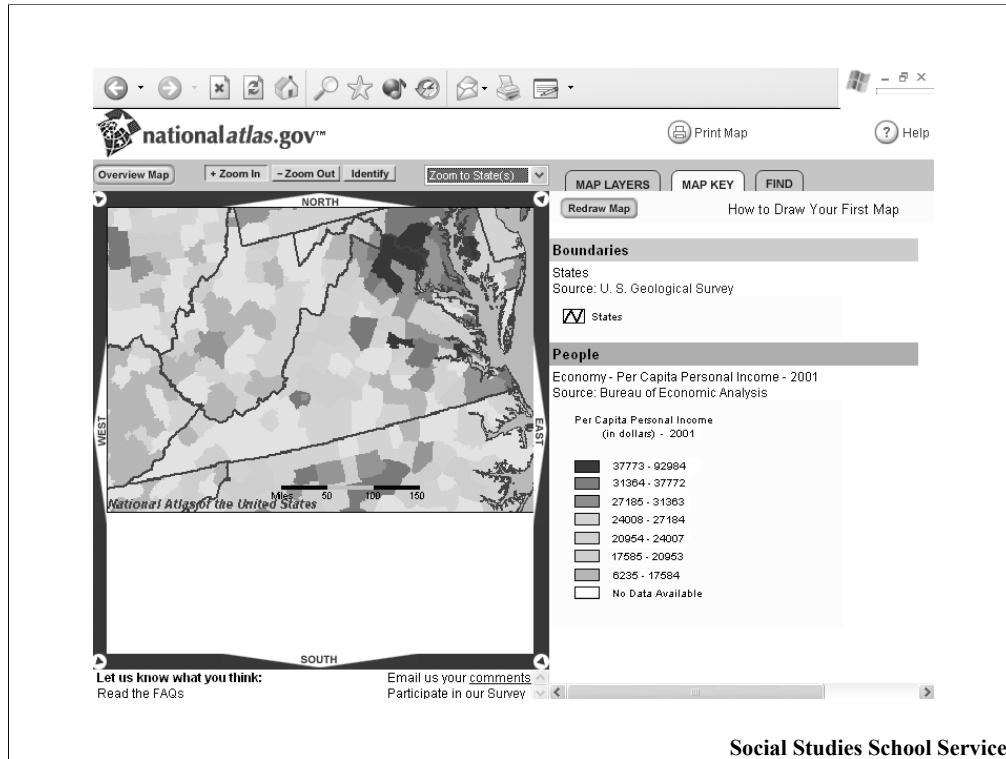 nationalatlas.gov™
Print Map
Help
Overview Map
+ Zoom In
– Zoom Out
Identify
Zoom to State(s)
MAP LAYERS
MAP KEY
FIND
Redraw Map
How to Draw Your First Map
NORTH
WEST
EAST
SOUTH
Miles 50 100 150
National Atlas of the United States
Boundaries
States
Source: U. S. Geological Survey
States
People
Economy - Per Capita Personal Income - 2001
Source: Bureau of Economic Analysis
Per Capita Personal Income
(in dollars) - 2001
37773 - 92984
31364 - 37772
27185 - 31363
24008 - 27184
20954 - 24007
17585 - 20953
6235 - 17584
No Data Available
Let us know what you think:
Read the FAQs
Email us your comments
Participate in our Survey
Social Studies School Service